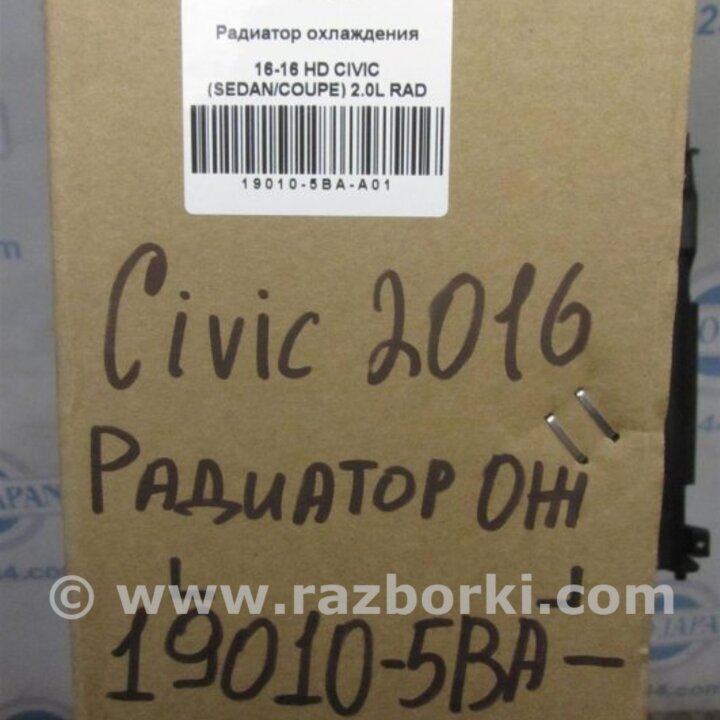 Радиатор охлаждения
16-16 HD CIVIC
(SEDAN/COUPE) 2.0L RAD
19010-5BA-A01
Civic 2016
Радиатор ОЖ
© www.razborki.com
19010-5BA-